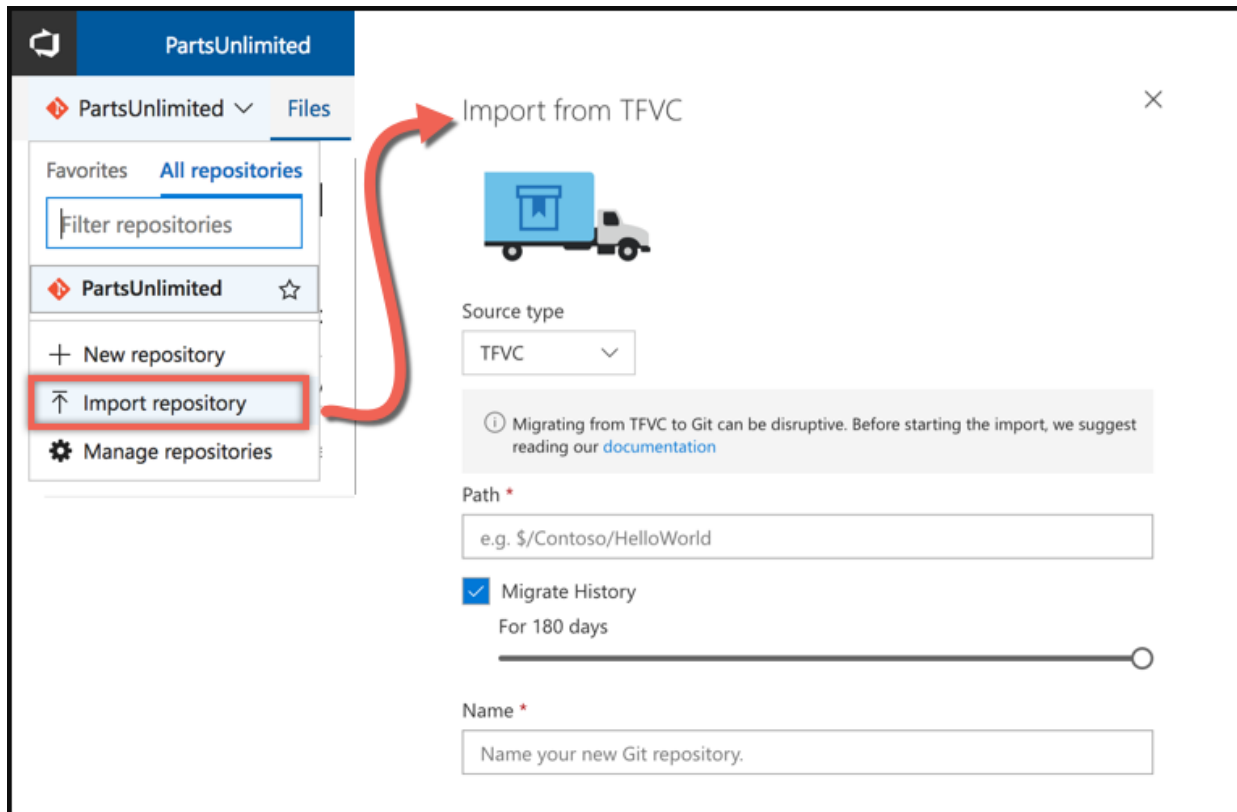 PartsUnlimited
PartsUnlimited
Files
Favorites
All repositories
Filter repositories
PartsUnlimited
New repository
Import repository
Manage repositories
Import from TFVC
Source type
TFVC
Migrating from TFVC to Git can be disruptive. Before starting the import, we suggest
reading our documentation
Path *
e.g. $/Contoso/HelloWorld
Migrate History
For 180 days
Name *
Name your new Git repository.